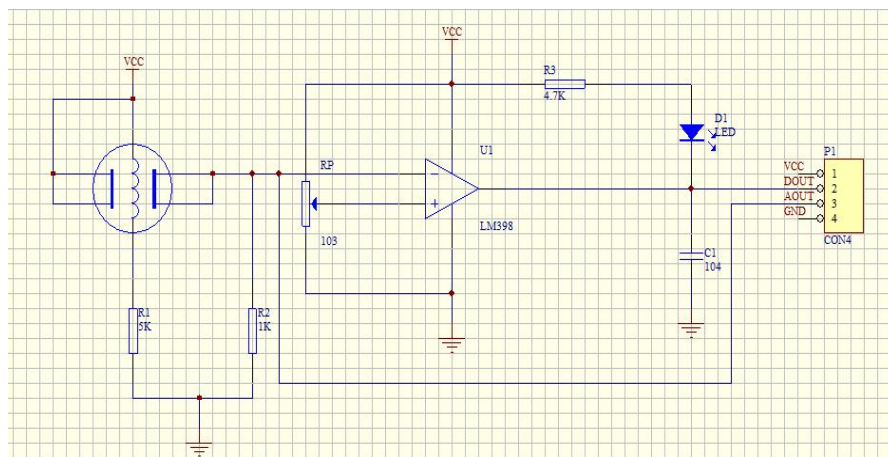 VCC
VCC
R3
4.7K
D1
LED
U1
P1
RP
VCC
1
DOUT
2
AOUT
3
GND
4
CON4
LM398
103
C1
104
R1
5K
R2
1K